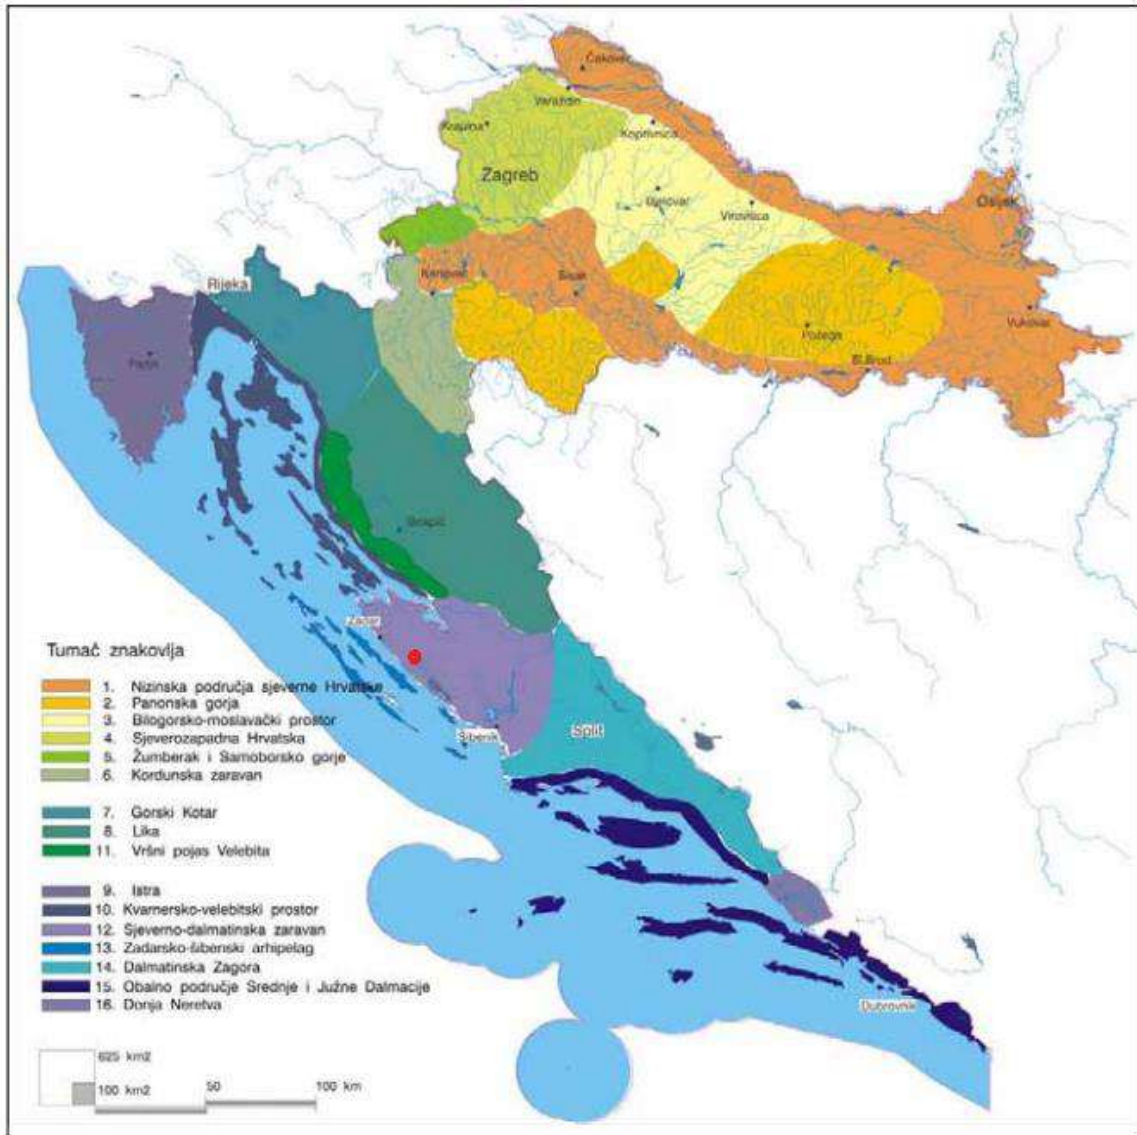 Čakovec
Varaždin
Krapina
Koprivnica
Zagreb
Bjelovar
Virovitica
Osijek
Karlovac
Sisak
Rijeka
Požega
Vukovar
Sl.Brod
Pazin
Gospić
Zadar
Šibenik
Split
Dubrovnik
Tumač znakovlja
1. Nizinska područja sjeverne Hrvatske
2. Panonska gorja
3. Bilogorsko-moslavački prostor
4. Sjeverozapadna Hrvatska
5. Žumberak i Samoborsko gorje
6. Kordunska zaravan
7. Gorski Kotar
8. Lika
11. Vršni pojas Velebita
9. Istra
10. Kvarnersko-velebitski prostor
12. Sjeverno-dalmatinska zaravan
13. Zadarsko-šibenski arhipelag
14. Dalmatinska Zagora
15. Obalno područje Srednje i Južne Dalmacije
16. Donja Neretva
625 km2
100 km2
50
100 km